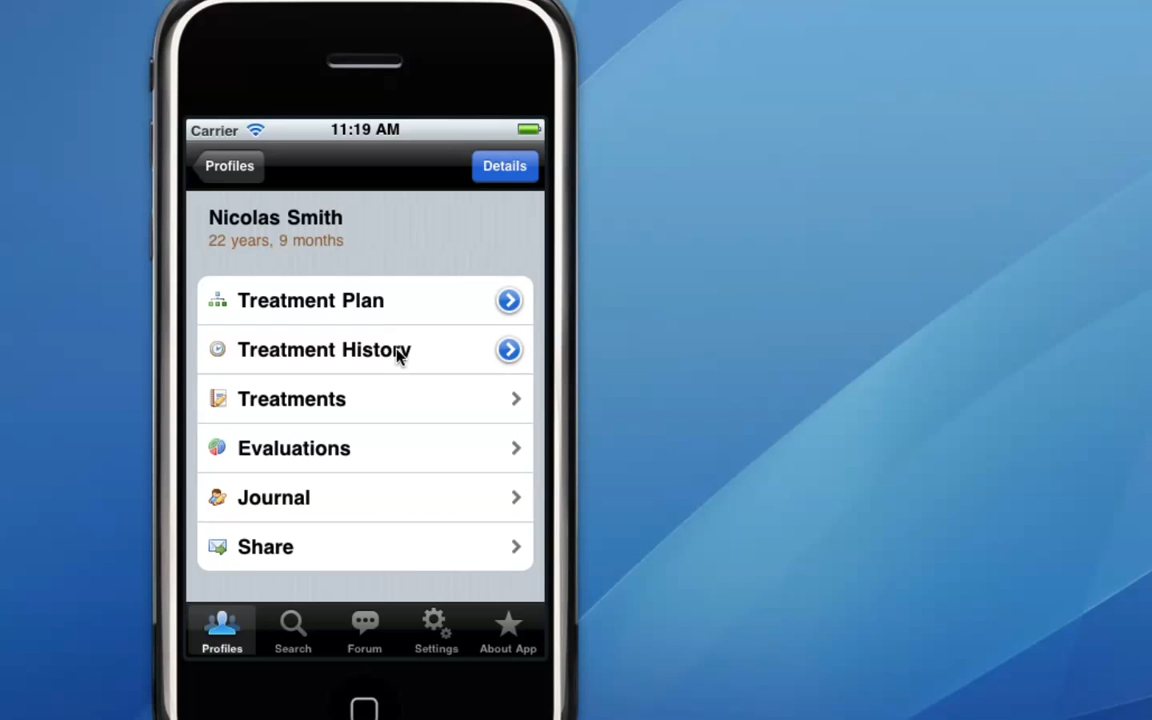 Carrier 11:19 AM
Profiles Details
Nicolas Smith
22 years, 9 months
Treatment Plan
Treatment History
Treatments
Evaluations
Journal
Share
Profiles Search Forum Settings About App